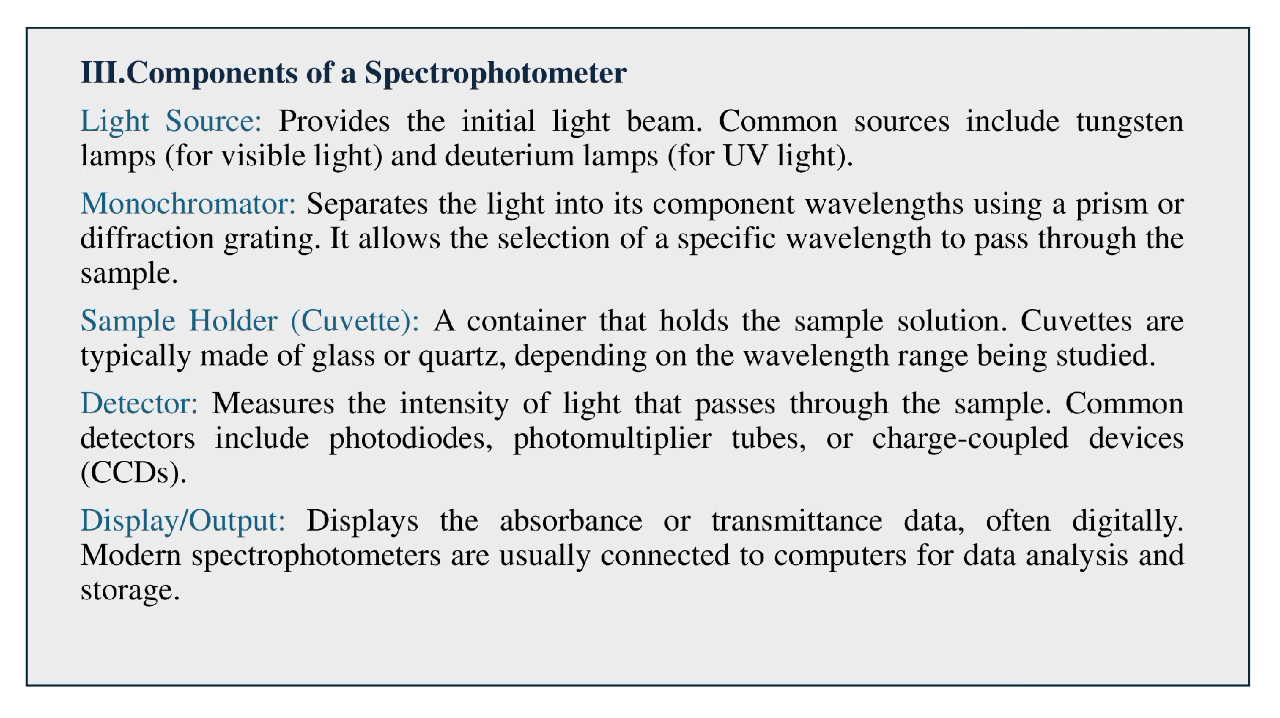 III.Components of a Spectrophotometer
Light Source: Provides the initial light beam. Common sources include tungsten
lamps (for visible light) and deuterium lamps (for UV light).
Monochromator: Separates the light into its component wavelengths using a prism or
diffraction grating. It allows the selection of a specific wavelength to pass through the
sample.
Sample Holder (Cuvette): A container that holds the sample solution. Cuvettes are
typically made of glass or quartz, depending on the wavelength range being studied.
Detector: Measures the intensity of light that passes through the sample. Common
detectors include photodiodes, photomultiplier tubes, or charge-coupled devices
(CCDs).
Display/Output: Displays the absorbance or transmittance data, often digitally.
Modern spectrophotometers are usually connected to computers for data analysis and
storage.